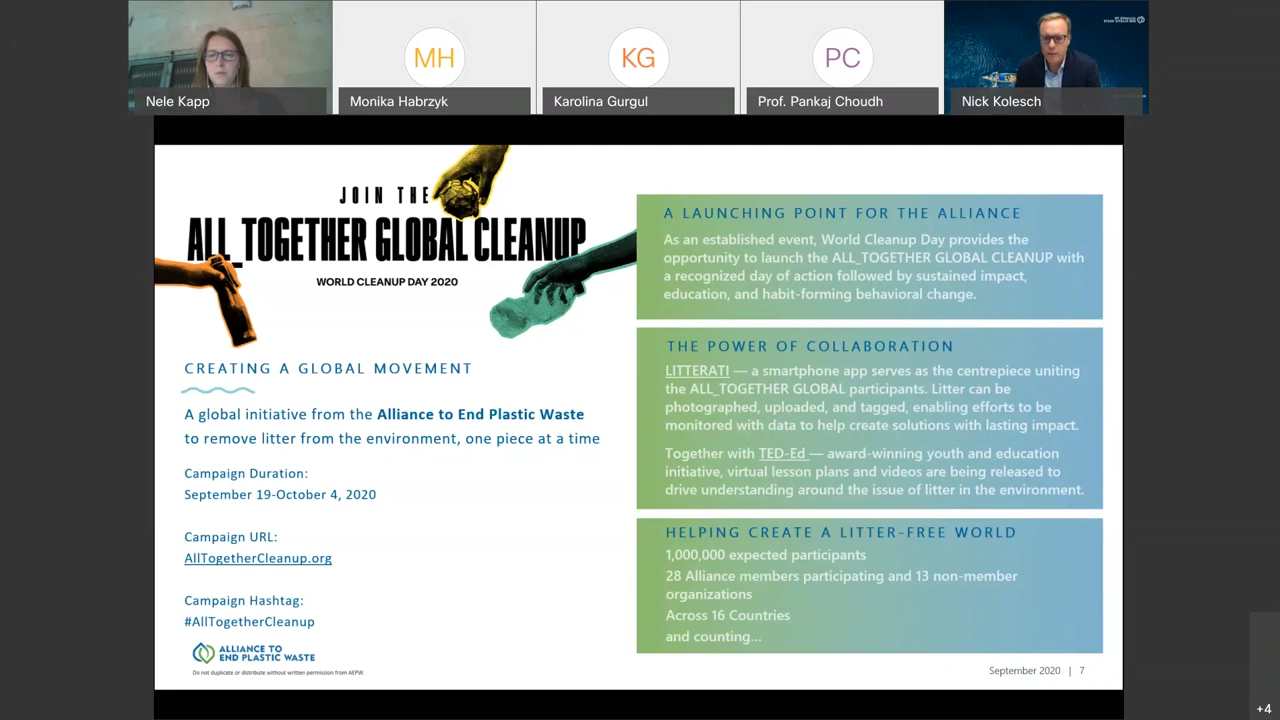 MH
KG
PC
Nele Kapp
Monika Habrzyk
Karolina Gurgul
Prof. Pankaj Choudh
Nick Kolesch
JOIN THE
ALL_TOGETHER GLOBAL CLEANUP
WORLD CLEANUP DAY 2020
CREATING A GLOBAL MOVEMENT
A global initiative from the Alliance to End Plastic Waste
to remove litter from the environment, one piece at a time
Campaign Duration:
September 19-October 4, 2020
Campaign URL:
AllTogetherCleanup.org
Campaign Hashtag:
#AllTogetherCleanup
ALLIANCE TO
END PLASTIC WASTE
Do not duplicate or distribute without written permission from AEPW.
A LAUNCHING POINT FOR THE ALLIANCE
As an established event, World Cleanup Day provides the
opportunity to launch the ALL_TOGETHER GLOBAL CLEANUP with
a recognized day of action followed by sustained impact,
education, and habit-forming behavioral change.
THE POWER OF COLLABORATION
LITTERATI — a smartphone app serves as the centrepiece uniting
the ALL_TOGETHER GLOBAL participants. Litter can be
photographed, uploaded, and tagged, enabling efforts to be
monitored with data to help create solutions with lasting impact.
Together with TED-Ed — award-winning youth and education
initiative, virtual lesson plans and videos are being released to
drive understanding around the issue of litter in the environment.
HELPING CREATE A LITTER-FREE WORLD
1,000,000 expected participants
28 Alliance members participating and 13 non-member
organizations
Across 16 Countries
and counting...
September 2020 | 7
+4